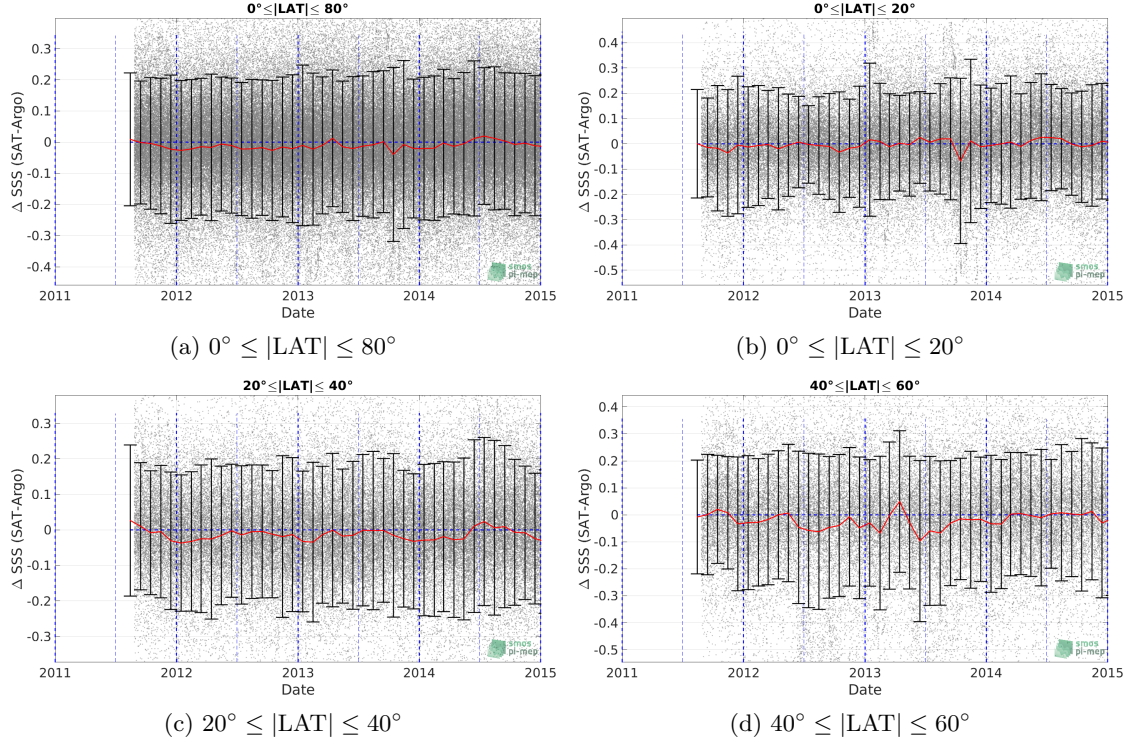 0°≤|LAT|≤ 80°
Δ SSS (SAT-Argo)
0.4
0.3
0.2
0.1
0
-0.1
-0.2
-0.3
-0.4
2011 2012 2013 2014 2015
Date
smos
pi-mep
(a) 0° ≤ |LAT| ≤ 80°
0°≤|LAT|≤ 20°
Δ SSS (SAT-Argo)
0.4
0.3
0.2
0.1
0
-0.1
-0.2
-0.3
-0.4
-0.5
2011 2012 2013 2014 2015
Date
smos
pi-mep
(b) 0° ≤ |LAT| ≤ 20°
20°≤|LAT|≤ 40°
Δ SSS (SAT-Argo)
0.3
0.2
0.1
0
-0.1
-0.2
-0.3
2011 2012 2013 2014 2015
Date
smos
pi-mep
(c) 20° ≤ |LAT| ≤ 40°
40°≤|LAT|≤ 60°
Δ SSS (SAT-Argo)
0.4
0.3
0.2
0.1
0
-0.1
-0.2
-0.3
-0.4
-0.5
2011 2012 2013 2014 2015
Date
smos
pi-mep
(d) 40° ≤ |LAT| ≤ 60°